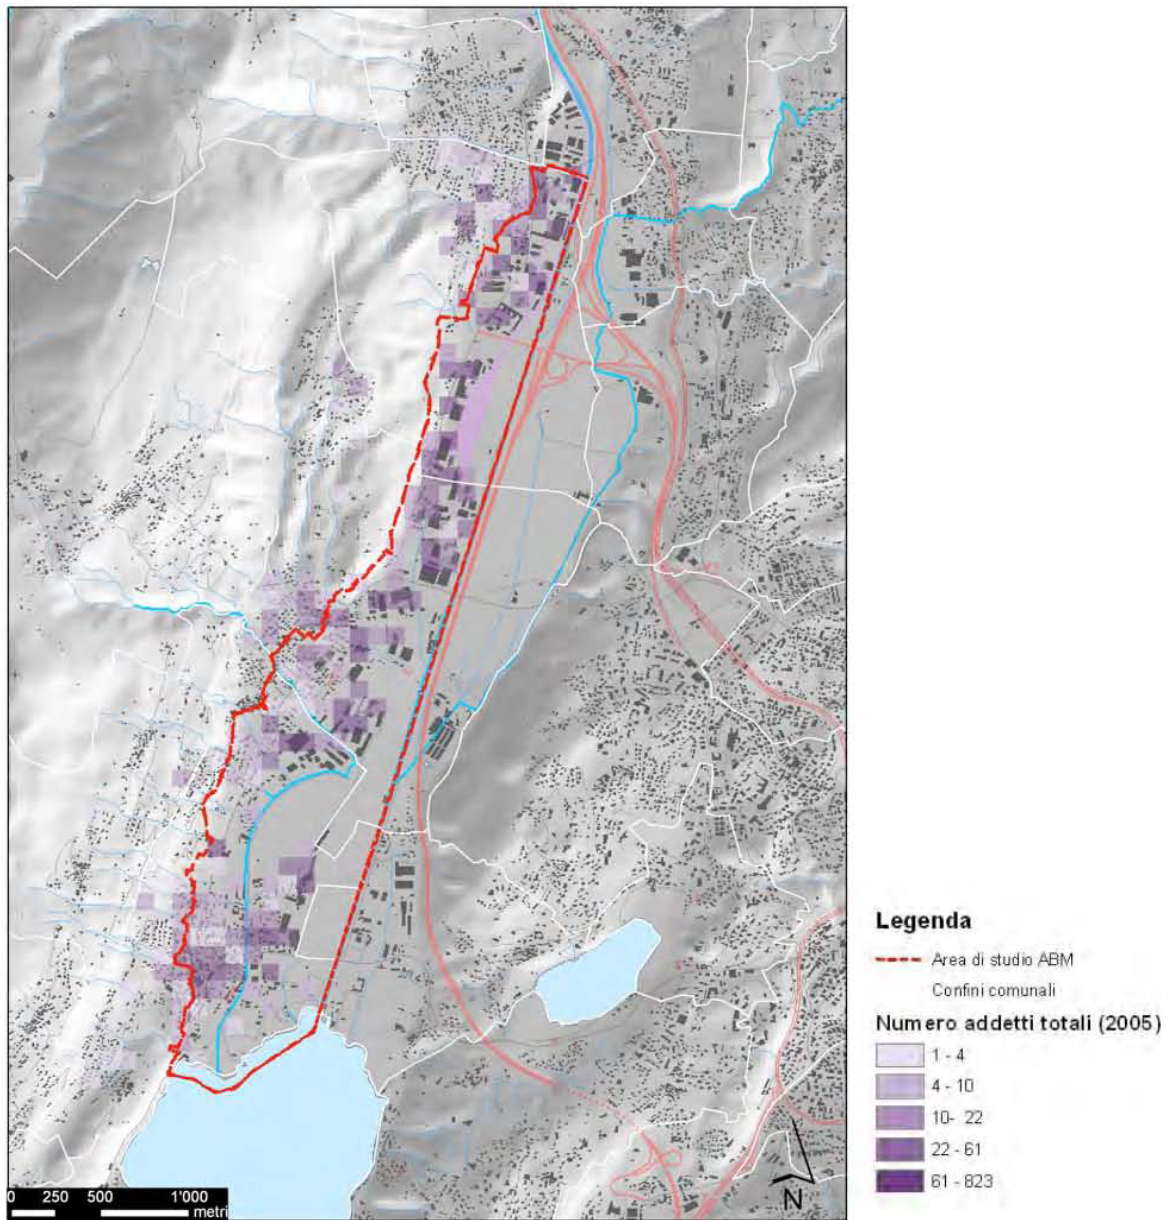 Legenda
Area di studio ABM
Confini comunali
Numero addetti totali (2005)
1 - 4
4 - 10
10- 22
22 - 61
61 - 823
0 250 500 1'000
metri
N